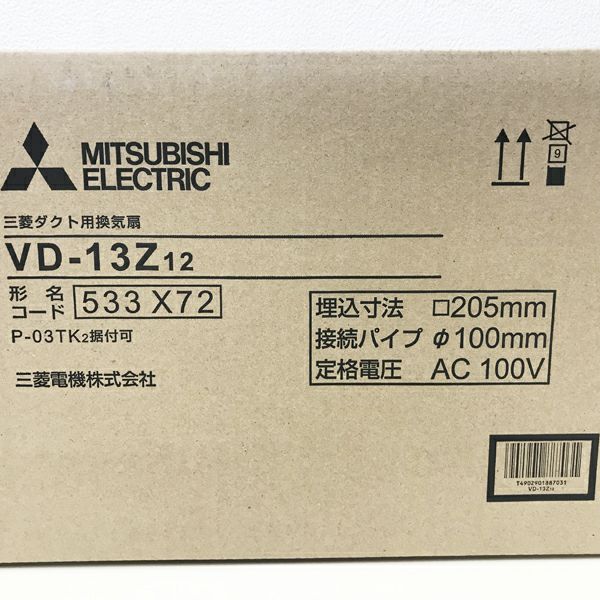 MITSUBISHI
ELECTRIC
9
三菱ダクト用換気扇
VD-13Z12
形名
コード 533 X72
P-03TK2据付可
三菱電機株式会社
埋込寸法 □205mm
接続パイプ φ100mm
定格電圧 AC 100V
T4902901887031
VD-13Z12